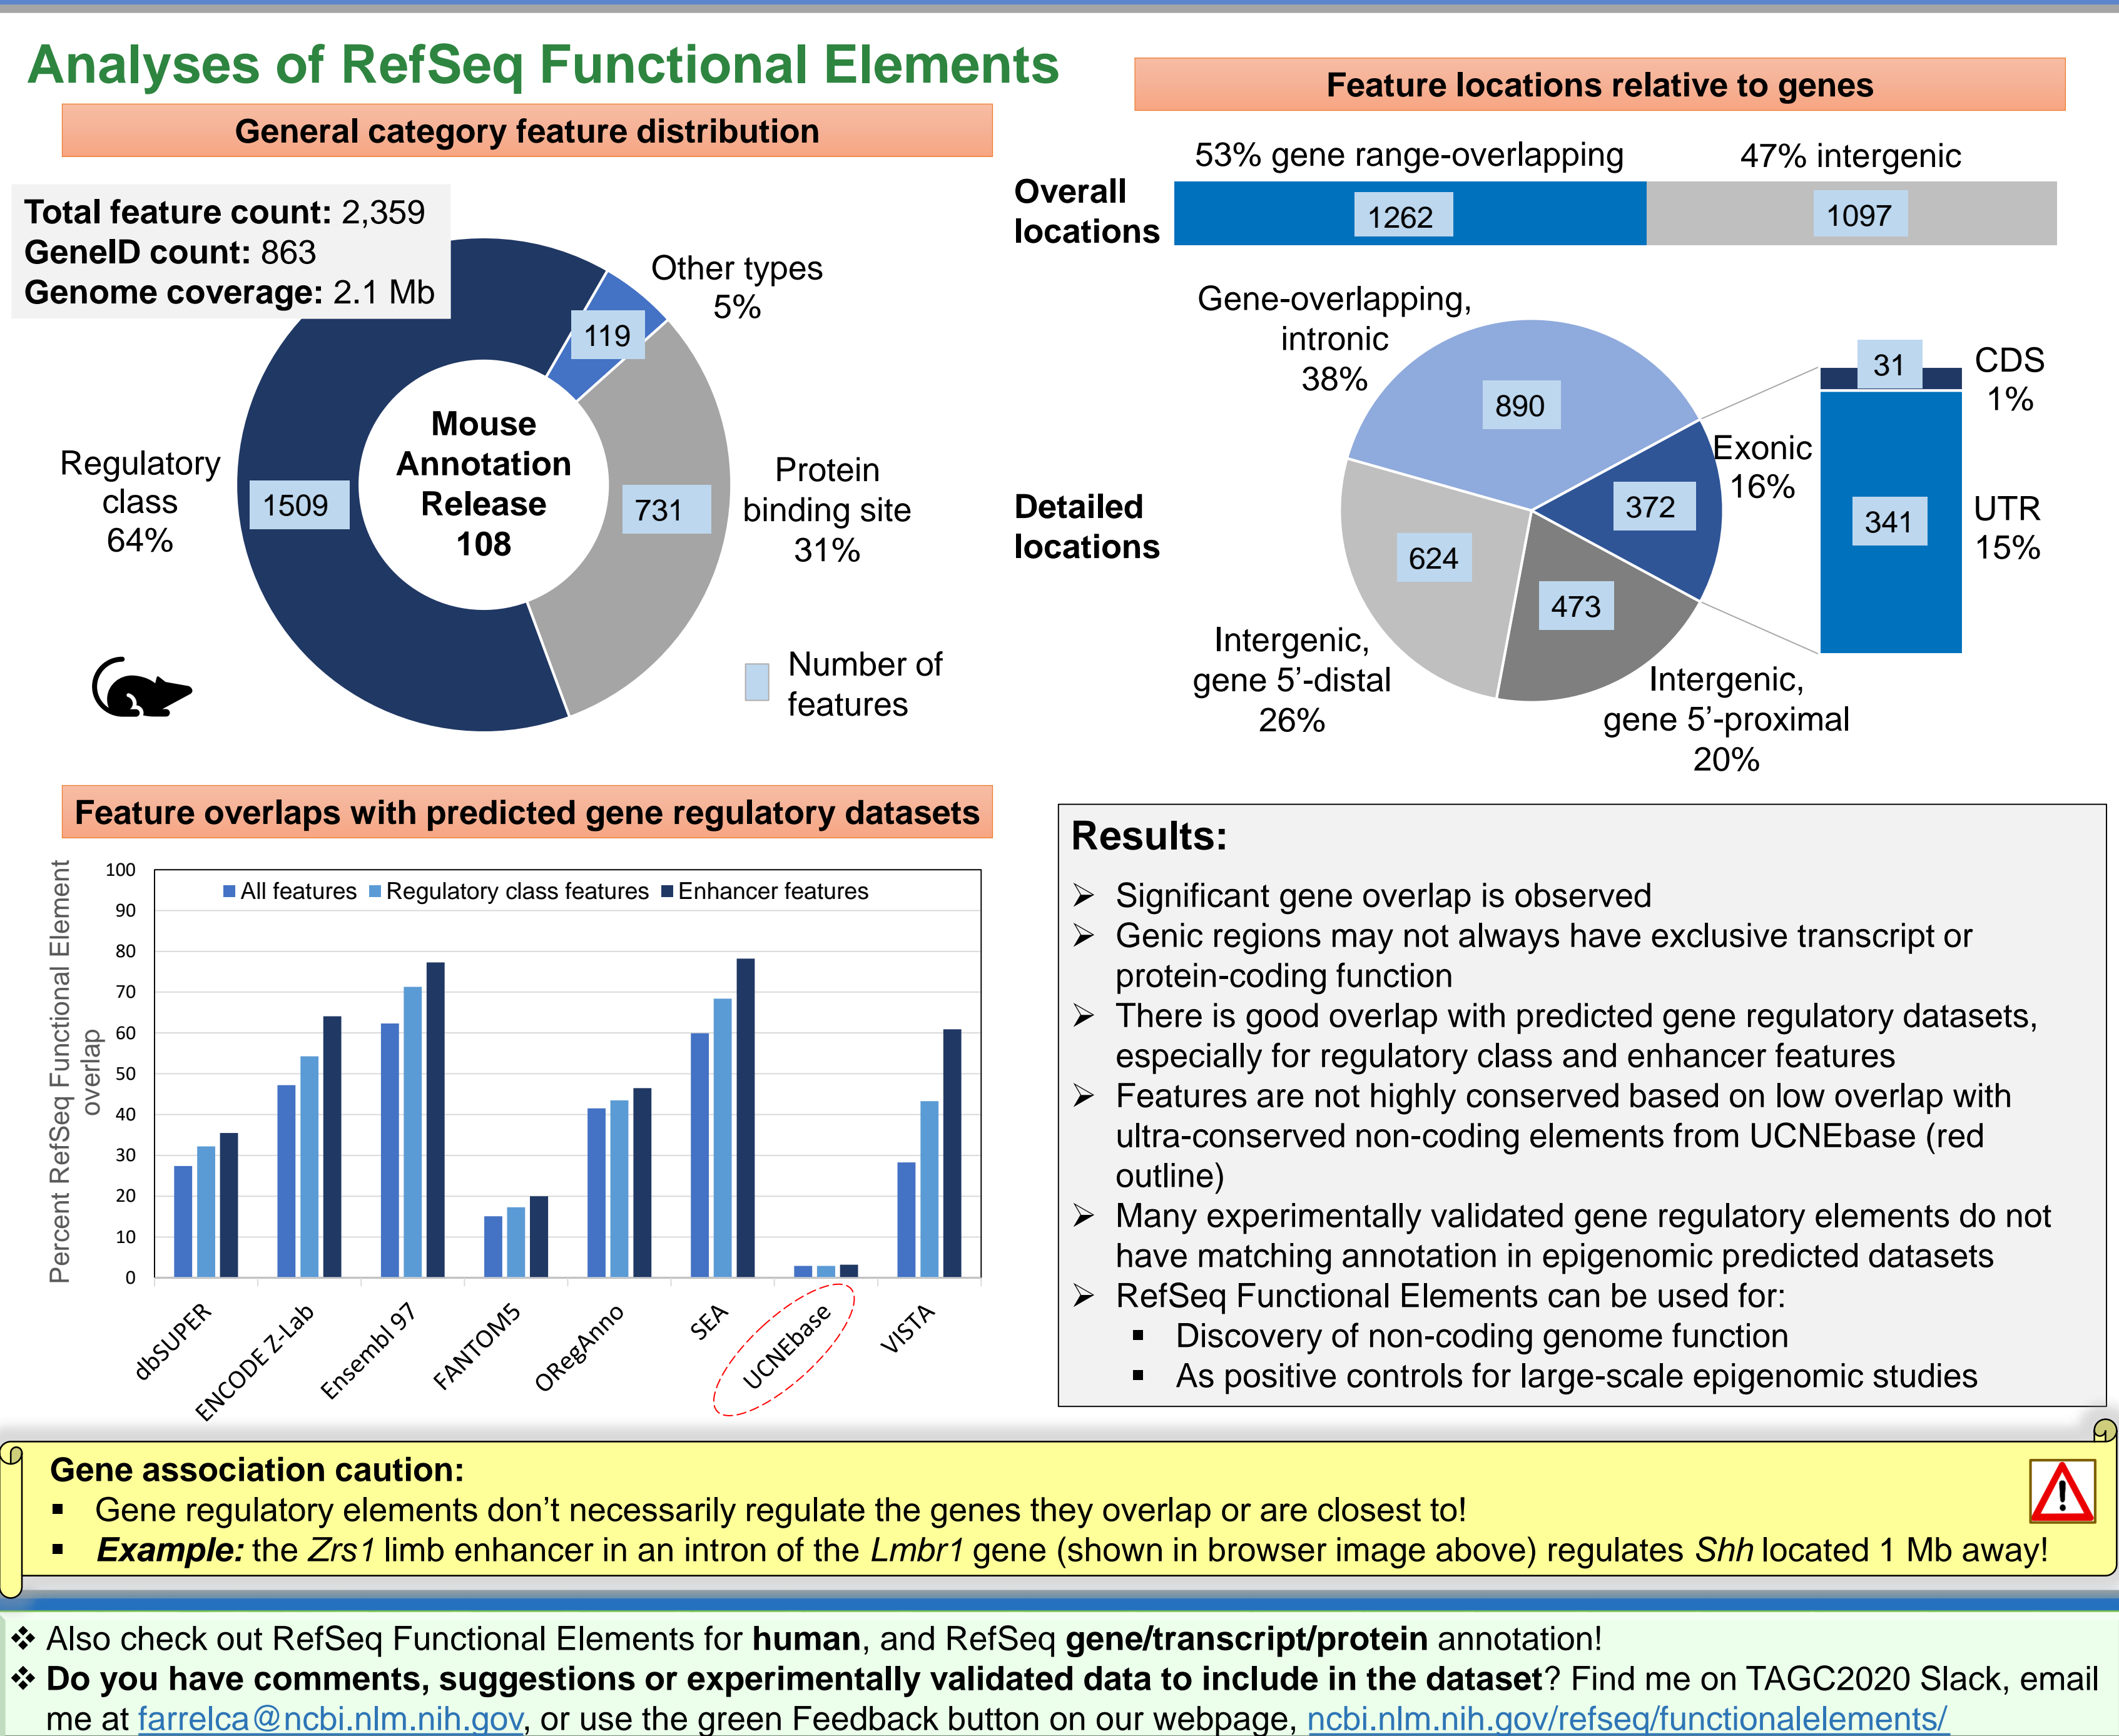 Analyses of RefSeq Functional Elements
General category feature distribution
Total feature count: 2,359
GeneID count: 863
Genome coverage: 2.1 Mb
Other types
5%
119
Regulatory
class
64%
1509
Mouse
Annotation
Release
108
731
Protein
binding site
31%
Number of
features
Feature locations relative to genes
53% gene range-overlapping
47% intergenic
Overall
locations
1262
1097
Detailed
locations
Gene-overlapping,
intronic
38%
890
Exonic
16%
372
31
CDS
1%
341
UTR
15%
624
473
Intergenic,
gene 5’-distal
26%
Intergenic,
gene 5’-proximal
20%
Feature overlaps with predicted gene regulatory datasets
Percent RefSeq Functional Element
overlap
100
90
80
70
60
50
40
30
20
10
0
All features
Regulatory class features
Enhancer features
dbSUPER
ENCODE Z-Lab
Ensembl 97
FANTOM5
ORegAnno
SEA
UCNEbase
VISTA
Results:
➢ Significant gene overlap is observed
➢ Genic regions may not always have exclusive transcript or
protein-coding function
➢ There is good overlap with predicted gene regulatory datasets,
especially for regulatory class and enhancer features
➢ Features are not highly conserved based on low overlap with
ultra-conserved non-coding elements from UCNEbase (red
outline)
➢ Many experimentally validated gene regulatory elements do not
have matching annotation in epigenomic predicted datasets
➢ RefSeq Functional Elements can be used for:
▪ Discovery of non-coding genome function
▪ As positive controls for large-scale epigenomic studies
Gene association caution:
▪ Gene regulatory elements don’t necessarily regulate the genes they overlap or are closest to!
▪ Example: the Zrs1 limb enhancer in an intron of the Lmbr1 gene (shown in browser image above) regulates Shh located 1 Mb away!
❖ Also check out RefSeq Functional Elements for human, and RefSeq gene/transcript/protein annotation!
❖ Do you have comments, suggestions or experimentally validated data to include in the dataset? Find me on TAGC2020 Slack, email
me at farrelca@ncbi.nlm.nih.gov, or use the green Feedback button on our webpage, ncbi.nlm.nih.gov/refseq/functionalelements/